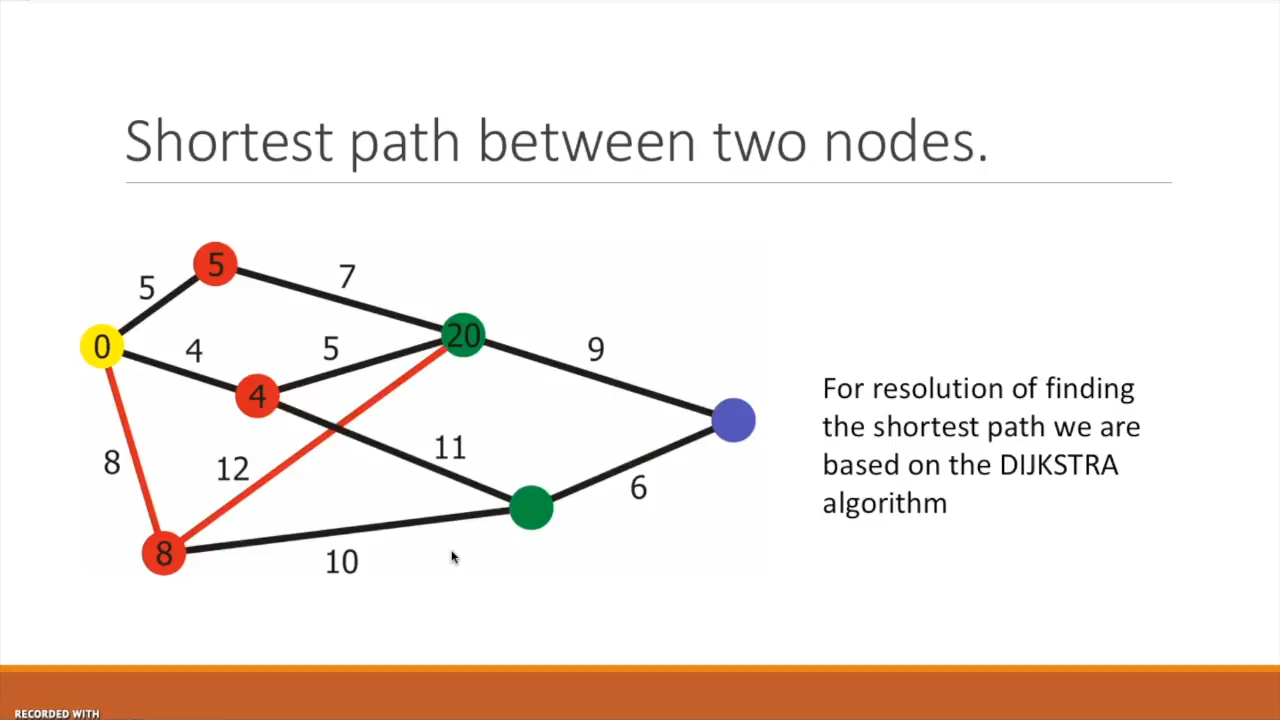 Shortest path between two nodes.
5
5
7
0
4
5
20
9
4
8
12
11
6
8
10
For resolution of finding
the shortest path we are
based on the DIJKSTRA
algorithm
RECORDED WITH